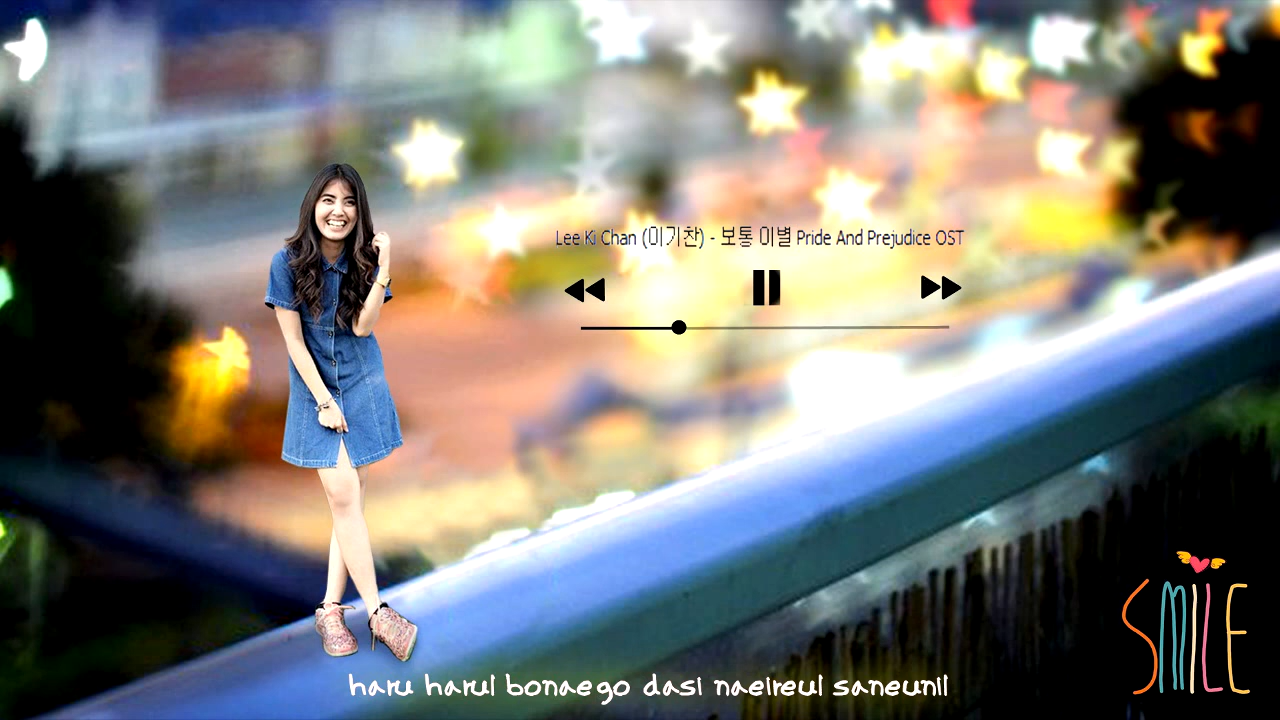 Lee Ki Chan (이기찬) - 보통 이별 Pride And Prejudice OST
haru harul bonaego dasi naeireul saneunil
SMILE